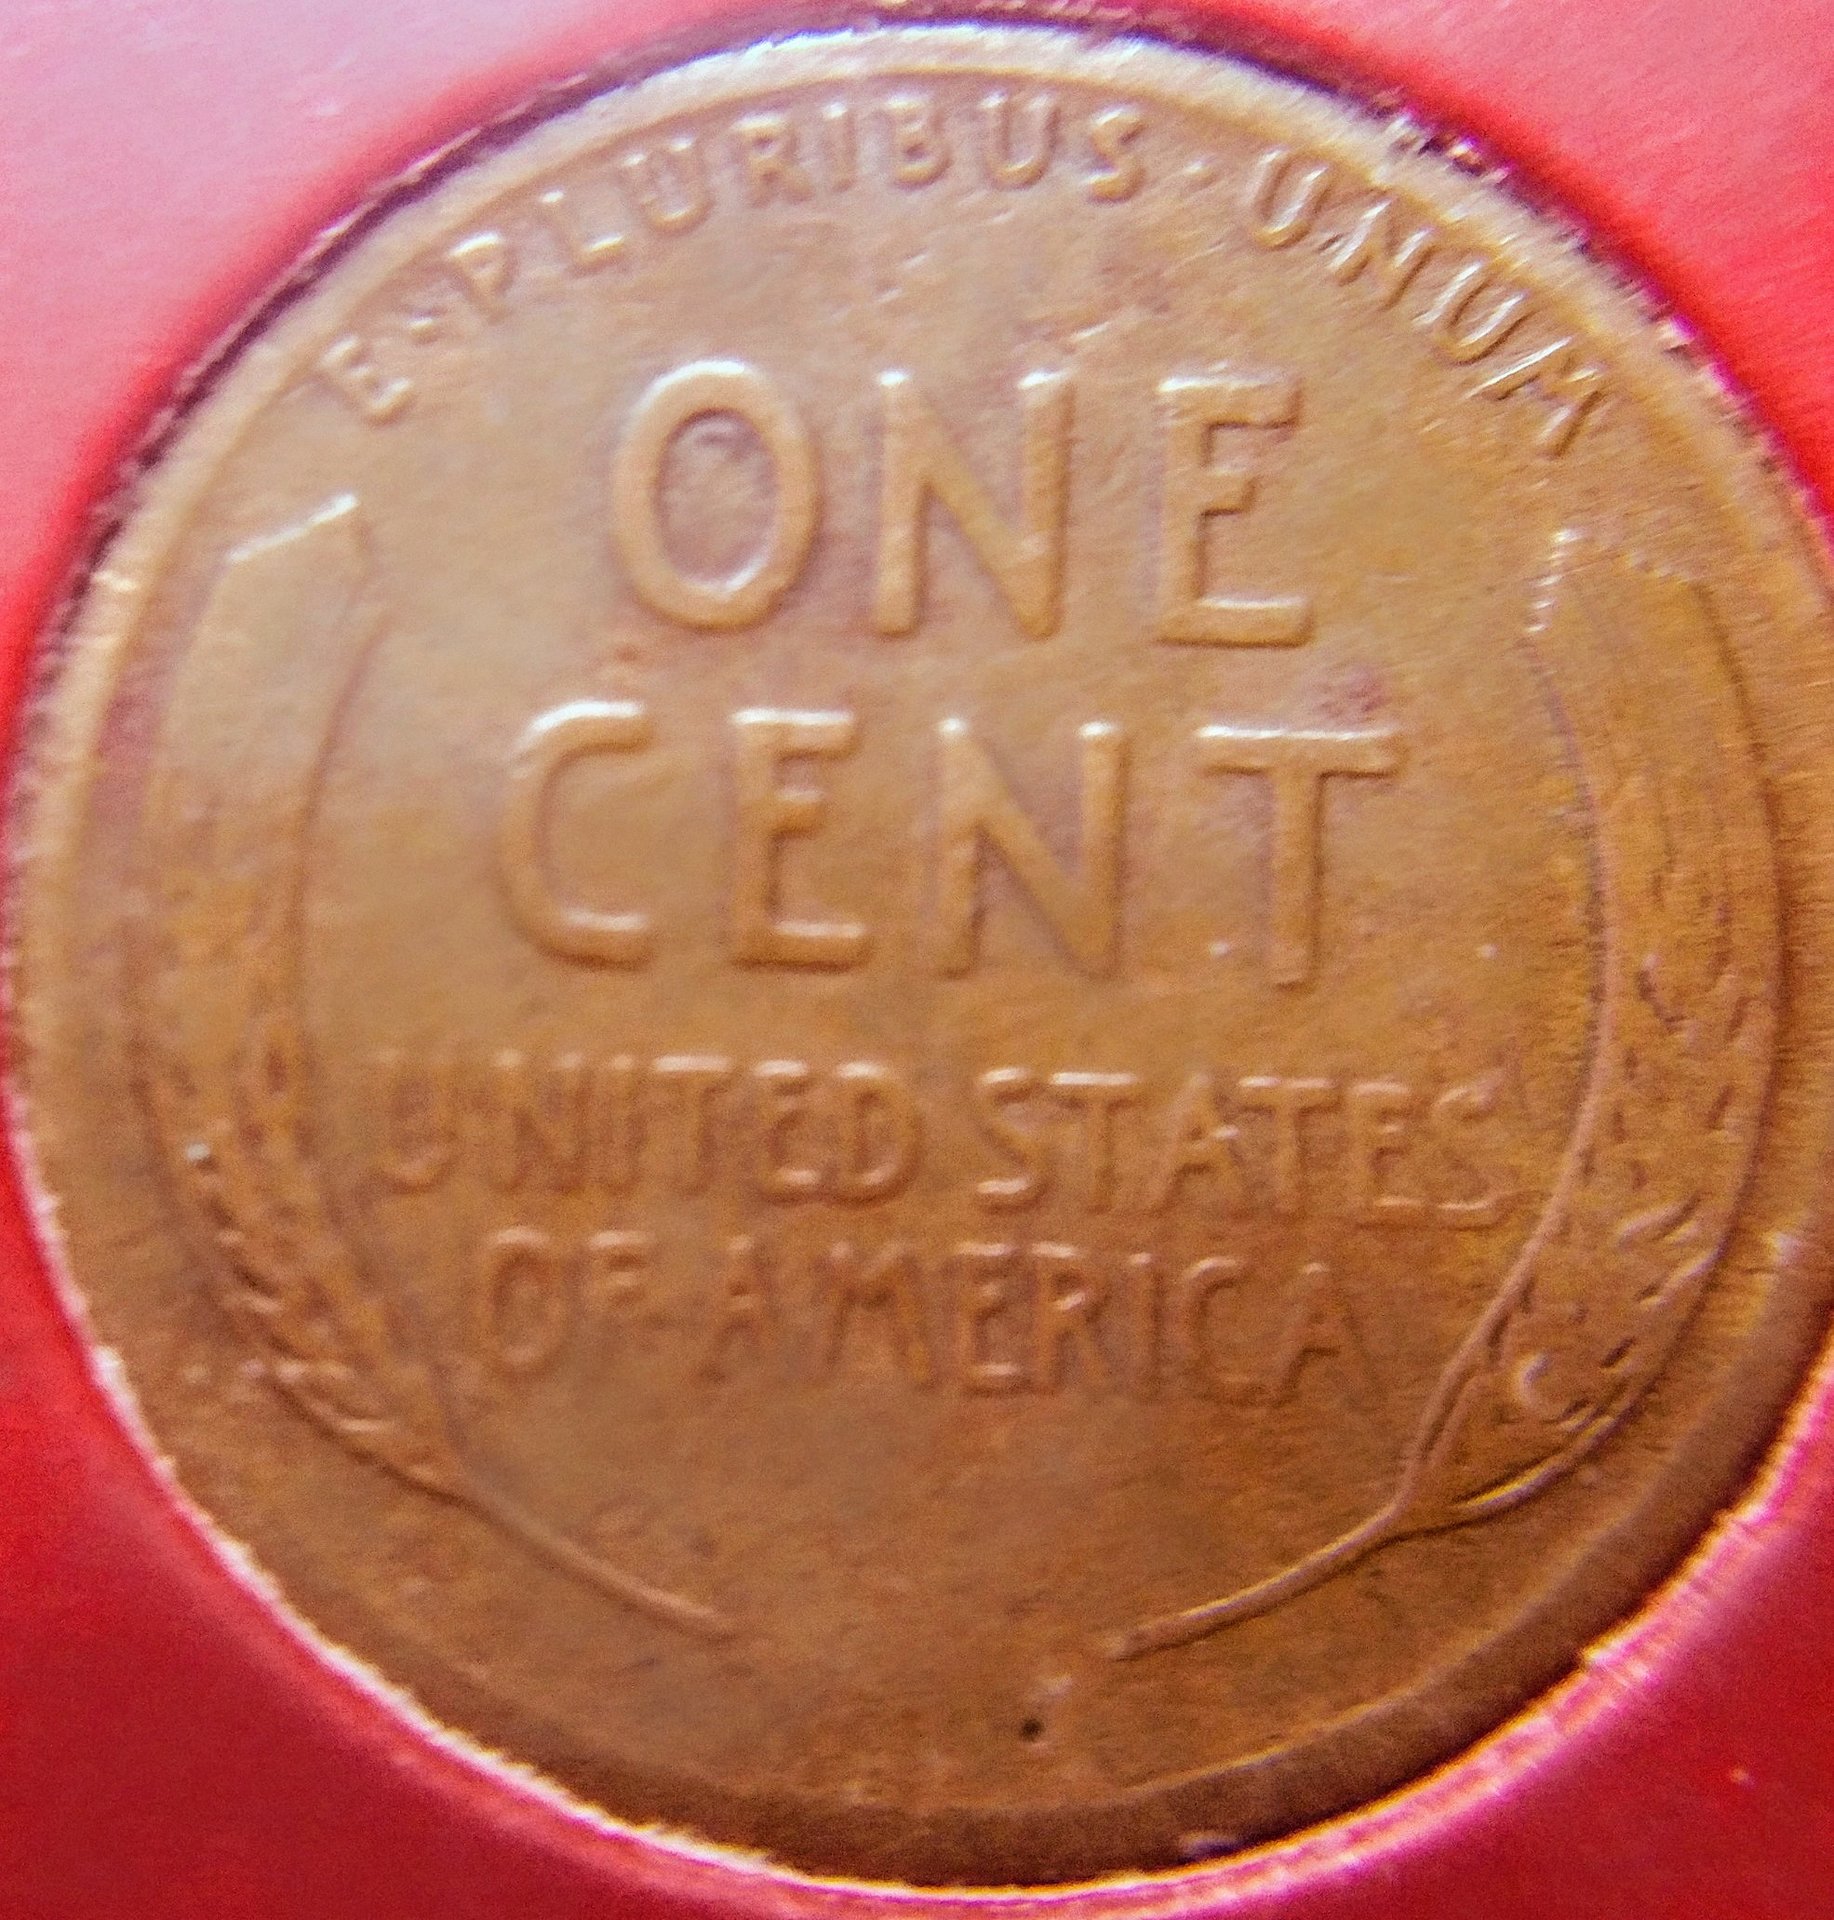 E·PLURIBUS·UNUM
ONE
CENT
UNITED STATES
OF AMERICA